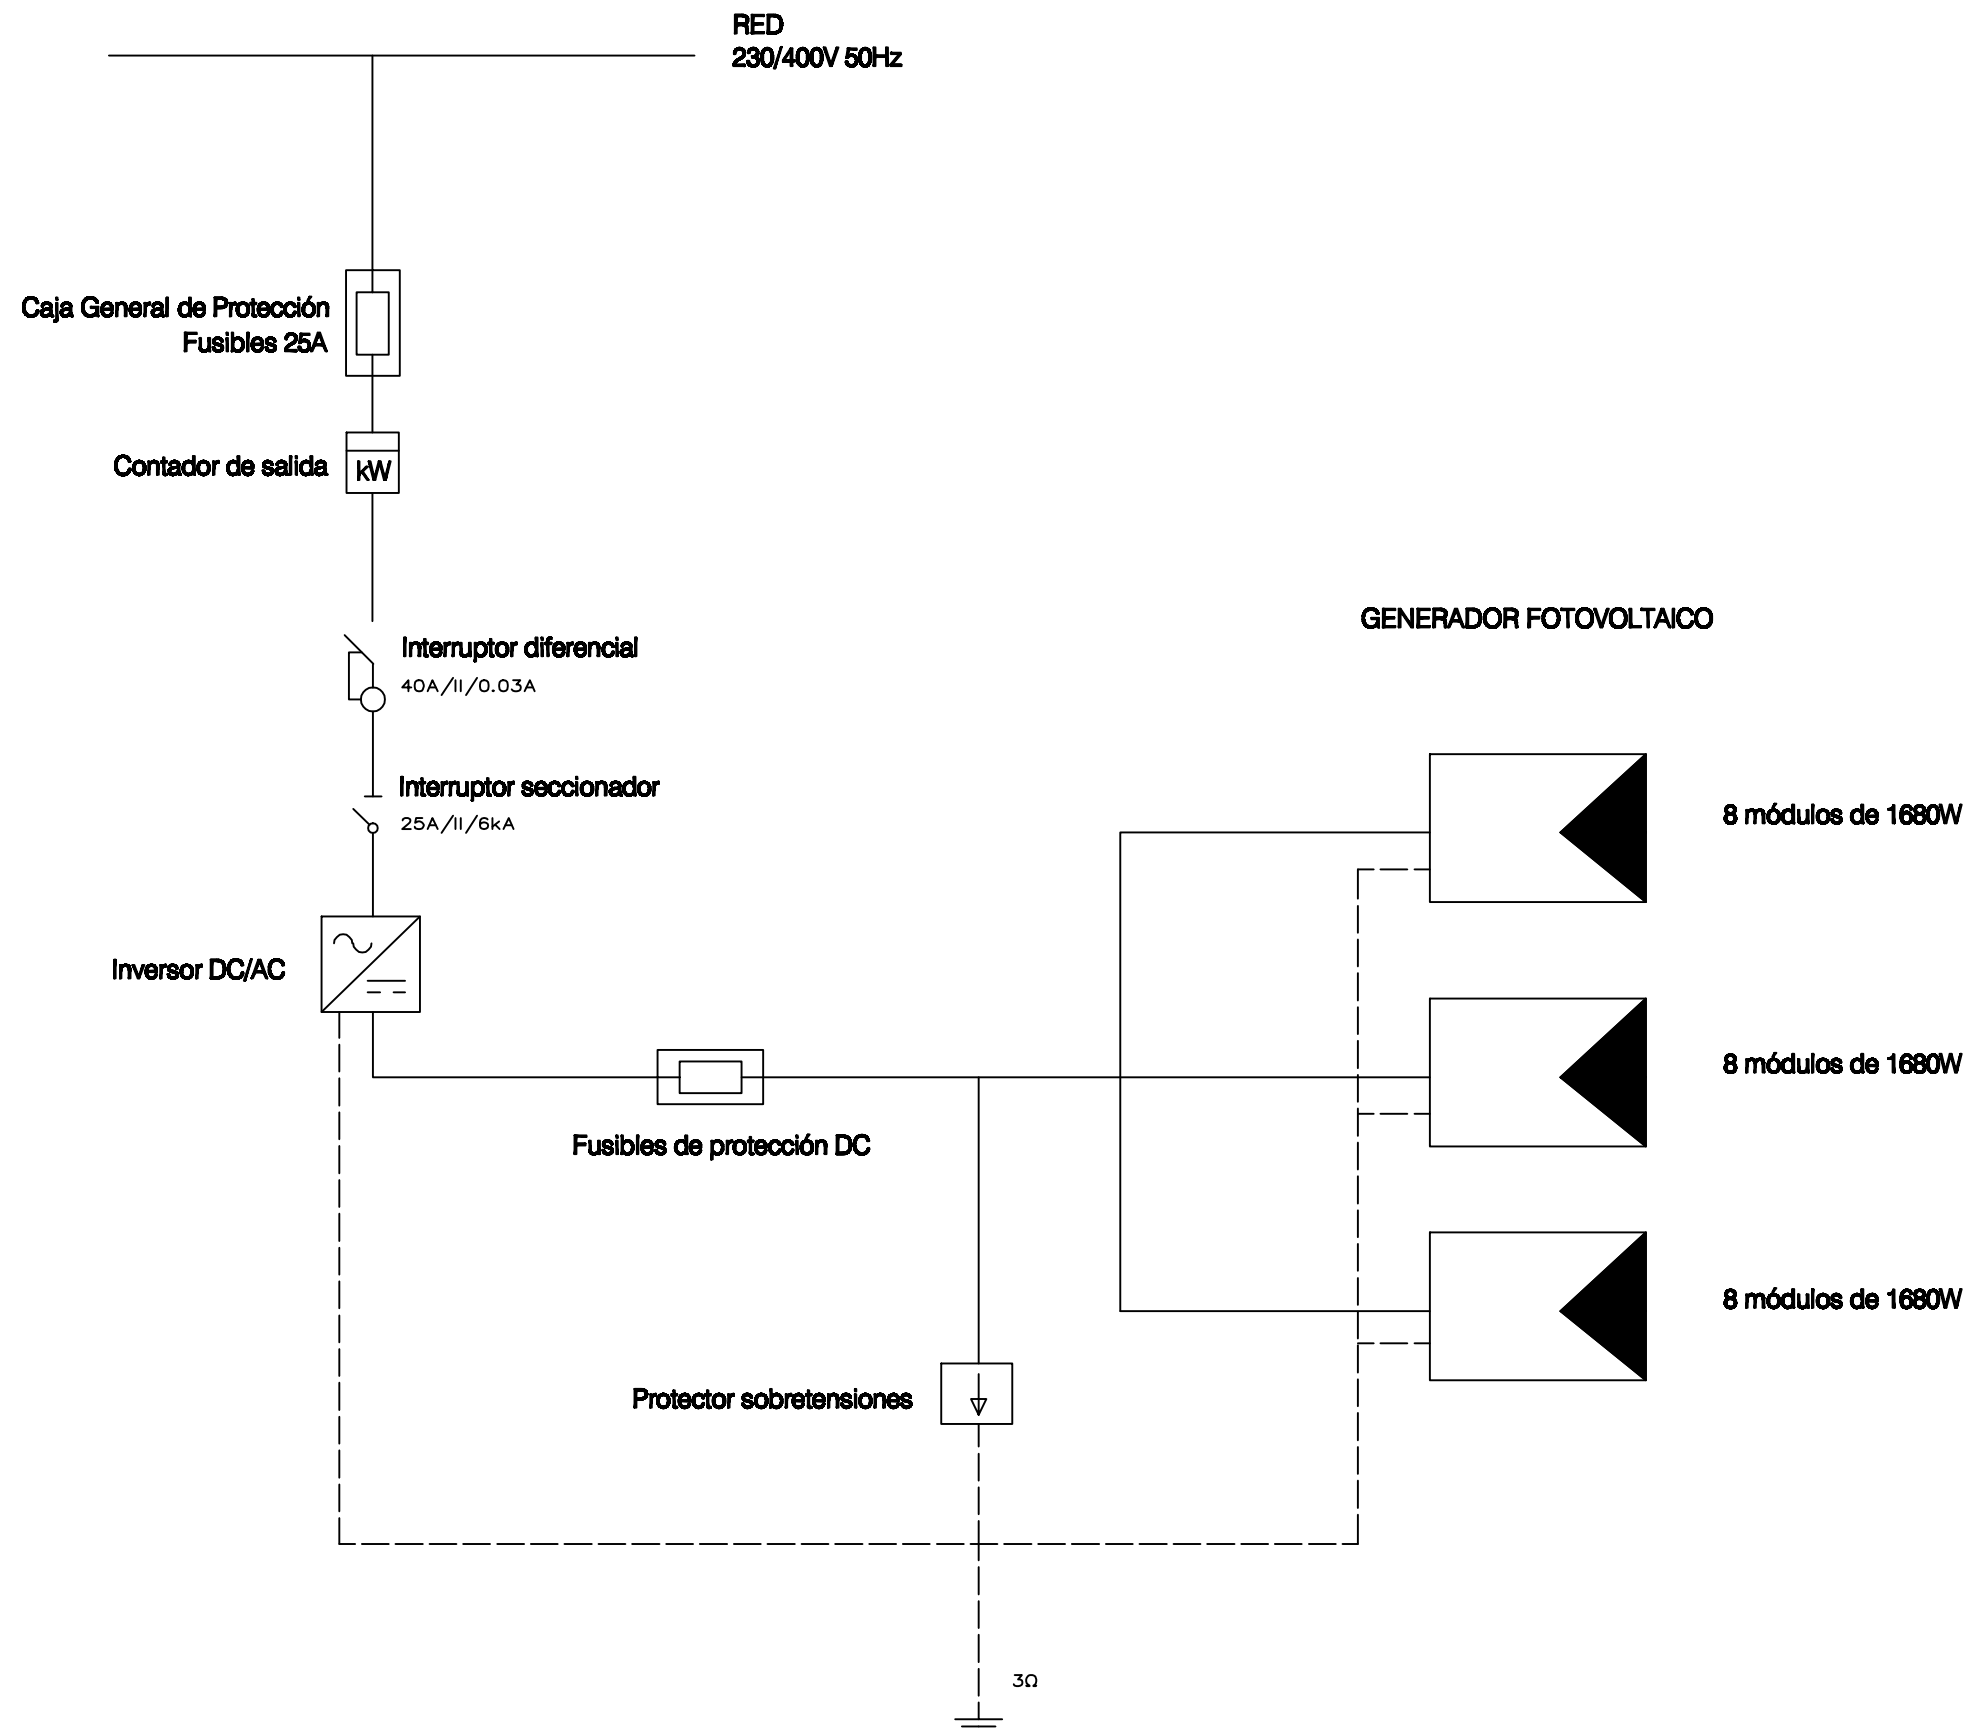 RED
230/400V 50Hz
Caja General de Protección
Fusibles 25A
Contador de salida
kW
GENERADOR FOTOVOLTAICO
Interruptor diferencial
40A/II/0.03A
Interruptor seccionador
25A/II/6kA
8 módulos de 1680W
Inversor DC/AC
8 módulos de 1680W
Fusibles de protección DC
8 módulos de 1680W
Protector sobretensiones
3Ω